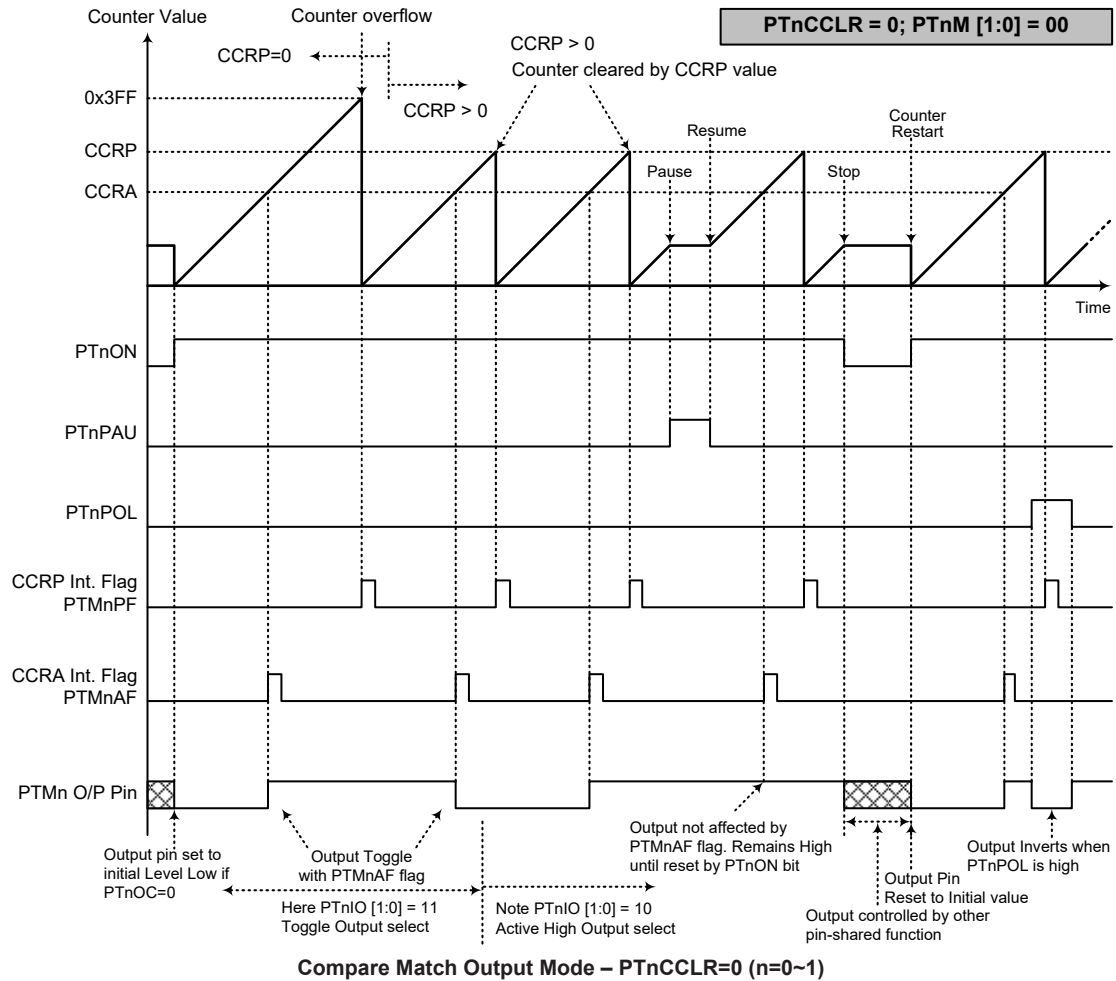 Counter Value
Counter overflow
PTnCCLR = 0; PTnM [1:0] = 00
CCRP=0
CCRP > 0
CCRP > 0
Counter cleared by CCRP value
0x3FF
CCRP
CCRA
Pause
Resume
Stop
Counter
Restart
Time
PTnON
PTnPAU
PTnPOL
CCRP Int. Flag
PTMnPF
CCRA Int. Flag
PTMnAF
PTMn O/P Pin
Output pin set to
initial Level Low if
PTnOC=0
Output Toggle
with PTMnAF flag
Here PTnIO [1:0] = 11
Toggle Output select
Note PTnIO [1:0] = 10
Active High Output select
Output not affected by
PTMnAF flag. Remains High
until reset by PTnON bit
Output Pin
Reset to Initial value
Output controlled by other
pin-shared function
Output Inverts when
PTnPOL is high
Compare Match Output Mode – PTnCCLR=0 (n=0~1)